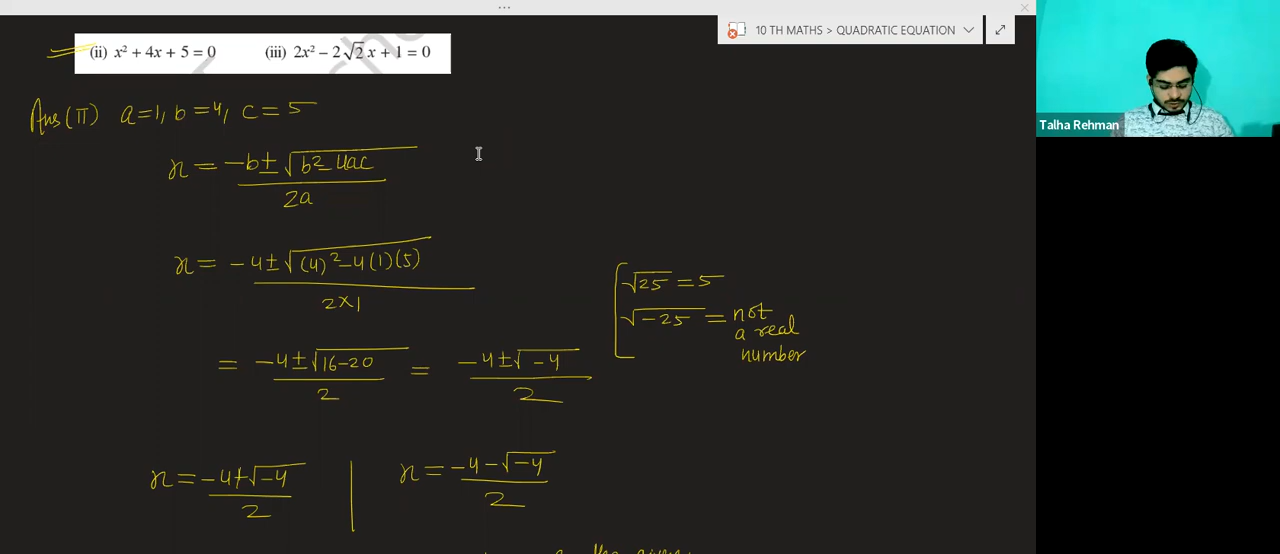 10 TH MATHS > QUADRATIC EQUATION
(ii) x² + 4x + 5 = 0 (iii) 2x² − 2√2 x + 1 = 0
Ans(II) a=1, b=4, c=5
x = -b±√b²-4ac
2a
x = -4±√(4)²-4(1)(5)
2×1
= -4±√16-20 = -4±√-4
2 2
√25 = 5
√-25 = not
a real
number
x = -4+√-4 | x = -4-√-4
2 2
the given
Talha Rehman